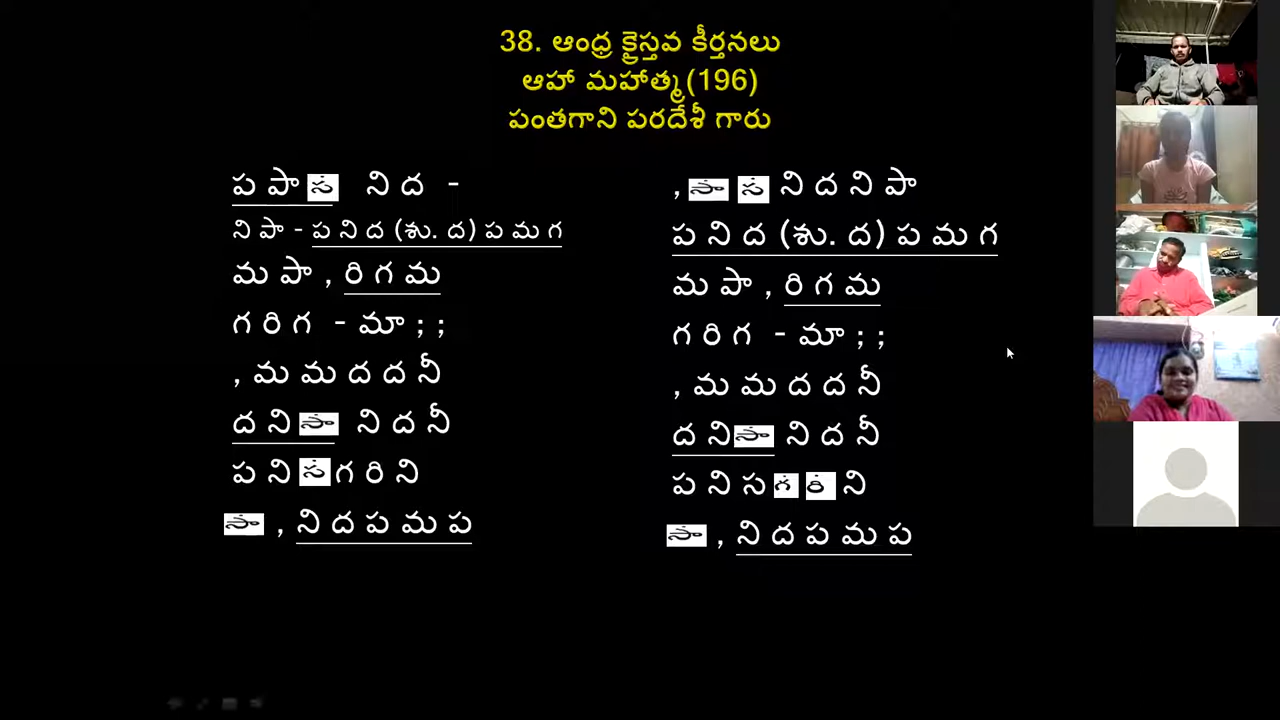 38. ఆంధ్ర క్రైస్తవ కీర్తనలు
ఆహా మహాత్మ (196)
పంతగాని పరదేశీ గారు
ప పా సం ని ద -
ని పా - ప ని ద (శు. ద) ప మ గ
మ పా , రి గ మ
గ రి గ - మా ; ;
, మ మ ద ద నీ
ద ని సాం ని ద నీ
ప ని సం గ రి ని
సాం , ని ద ప మ ప
, సాం సం ని ద ని పా
ప ని ద (శు. ద) ప మ గ
మ పా , రి గ మ
గ రి గ - మా ; ;
, మ మ ద ద నీ
ద ని సాం ని ద నీ
ప ని స గ రి ని
సాం , ని ద ప మ ప